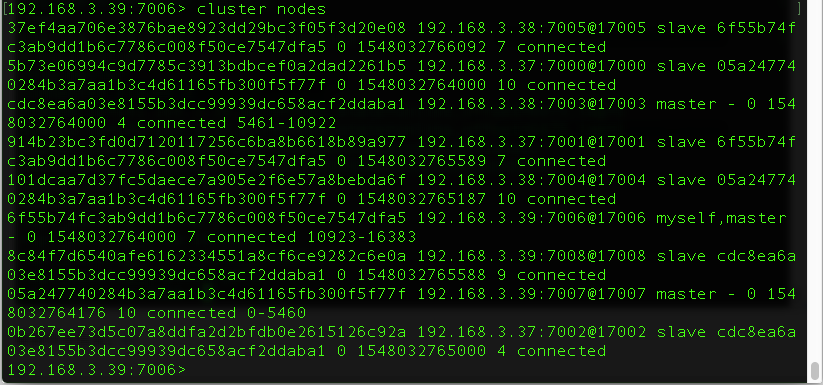 [192.168.3.39:7006> cluster nodes ]
37ef4aa706e3876bae8923dd29bc3f05f3d20e08 192.168.3.38:7005@17005 slave 6f55b74f
c3ab9dd1b6c7786c008f50ce7547dfa5 0 1548032766092 7 connected
5b73e06994c9d7785c3913bdbcef0a2dad2261b5 192.168.3.37:7000@17000 slave 05a24774
0284b3a7aa1b3c4d61165fb300f5f77f 0 1548032764000 10 connected
cdc8ea6a03e8155b3dcc99939dc658acf2ddaba1 192.168.3.38:7003@17003 master - 0 154
8032764000 4 connected 5461-10922
914b23bc3fd0d7120117256c6ba8b6618b89a977 192.168.3.37:7001@17001 slave 6f55b74f
c3ab9dd1b6c7786c008f50ce7547dfa5 0 1548032765589 7 connected
101dcaa7d37fc5daece7a905e2f6e57a8bebda6f 192.168.3.38:7004@17004 slave 05a24774
0284b3a7aa1b3c4d61165fb300f5f77f 0 1548032765187 10 connected
6f55b74fc3ab9dd1b6c7786c008f50ce7547dfa5 192.168.3.39:7006@17006 myself,master
- 0 1548032764000 7 connected 10923-16383
8c84f7d6540afe6162334551a8cf6ce9282c6e0a 192.168.3.39:7008@17008 slave cdc8ea6a
03e8155b3dcc99939dc658acf2ddaba1 0 1548032765588 9 connected
05a247740284b3a7aa1b3c4d61165fb300f5f77f 192.168.3.39:7007@17007 master - 0 154
8032764176 10 connected 0-5460
0b267ee73d5c07a8ddfa2d2bfdb0e2615126c92a 192.168.3.37:7002@17002 slave cdc8ea6a
03e8155b3dcc99939dc658acf2ddaba1 0 1548032765000 4 connected
192.168.3.39:7006>